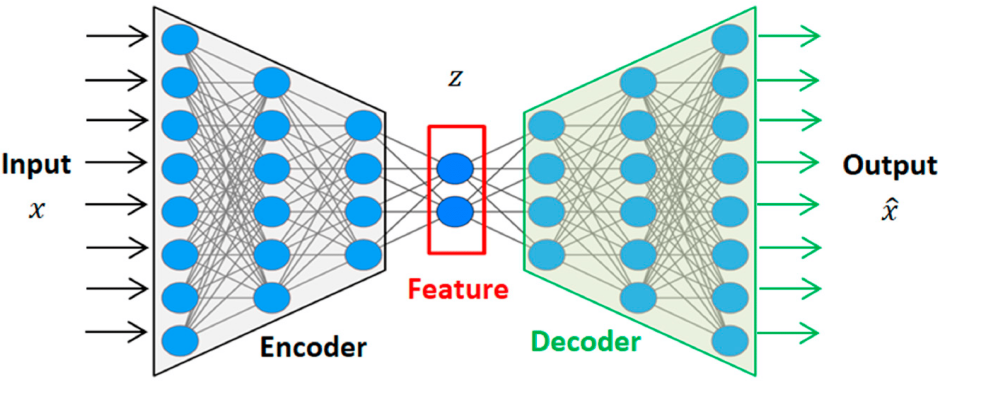 Input
x
Encoder
z
Feature
Decoder
Output
x̂